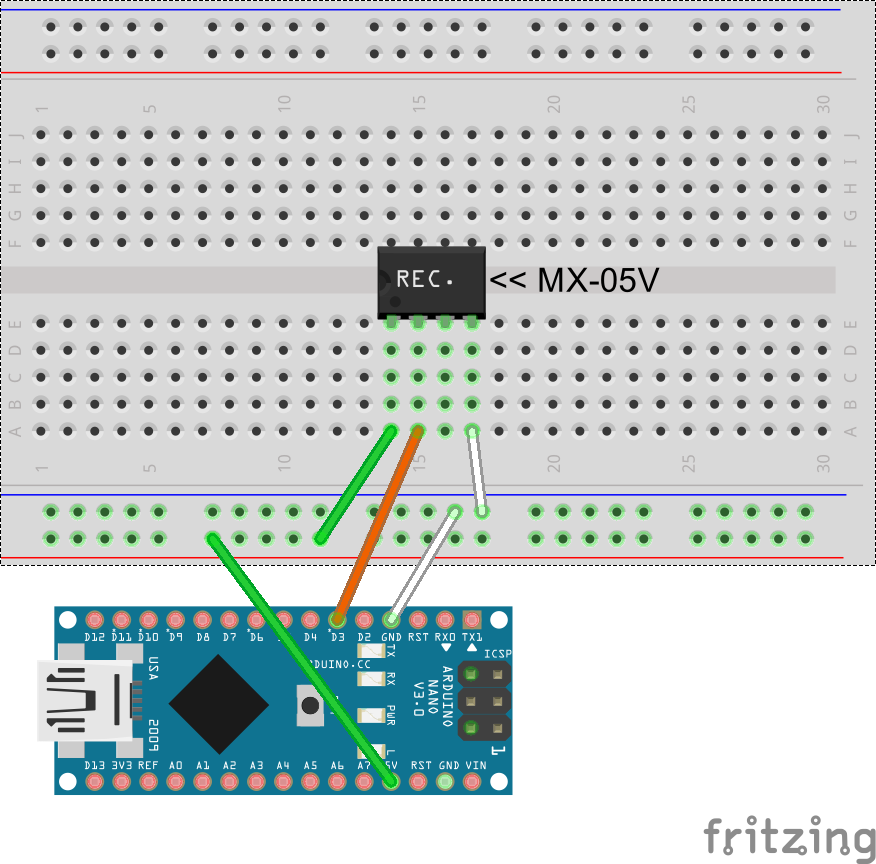 1 5 10 15 20 25 30
J J
I I
H H
G G
F F
REC. << MX-05V
E E
D D
C C
B B
A A
1 5 10 15 20 25 30
D12 D11 D10 D9 D8 D7 D6 D4 D3 D2 GND RST RX0 TX1
TX
RX
PWR
L
USA
2009
DUINO.CC
ARDUINO
NANO
V3.0
ICSP
1
D13 3V3 REF A0 A1 A2 A3 A4 A5 A6 A7 5V RST GND VIN
fritzing